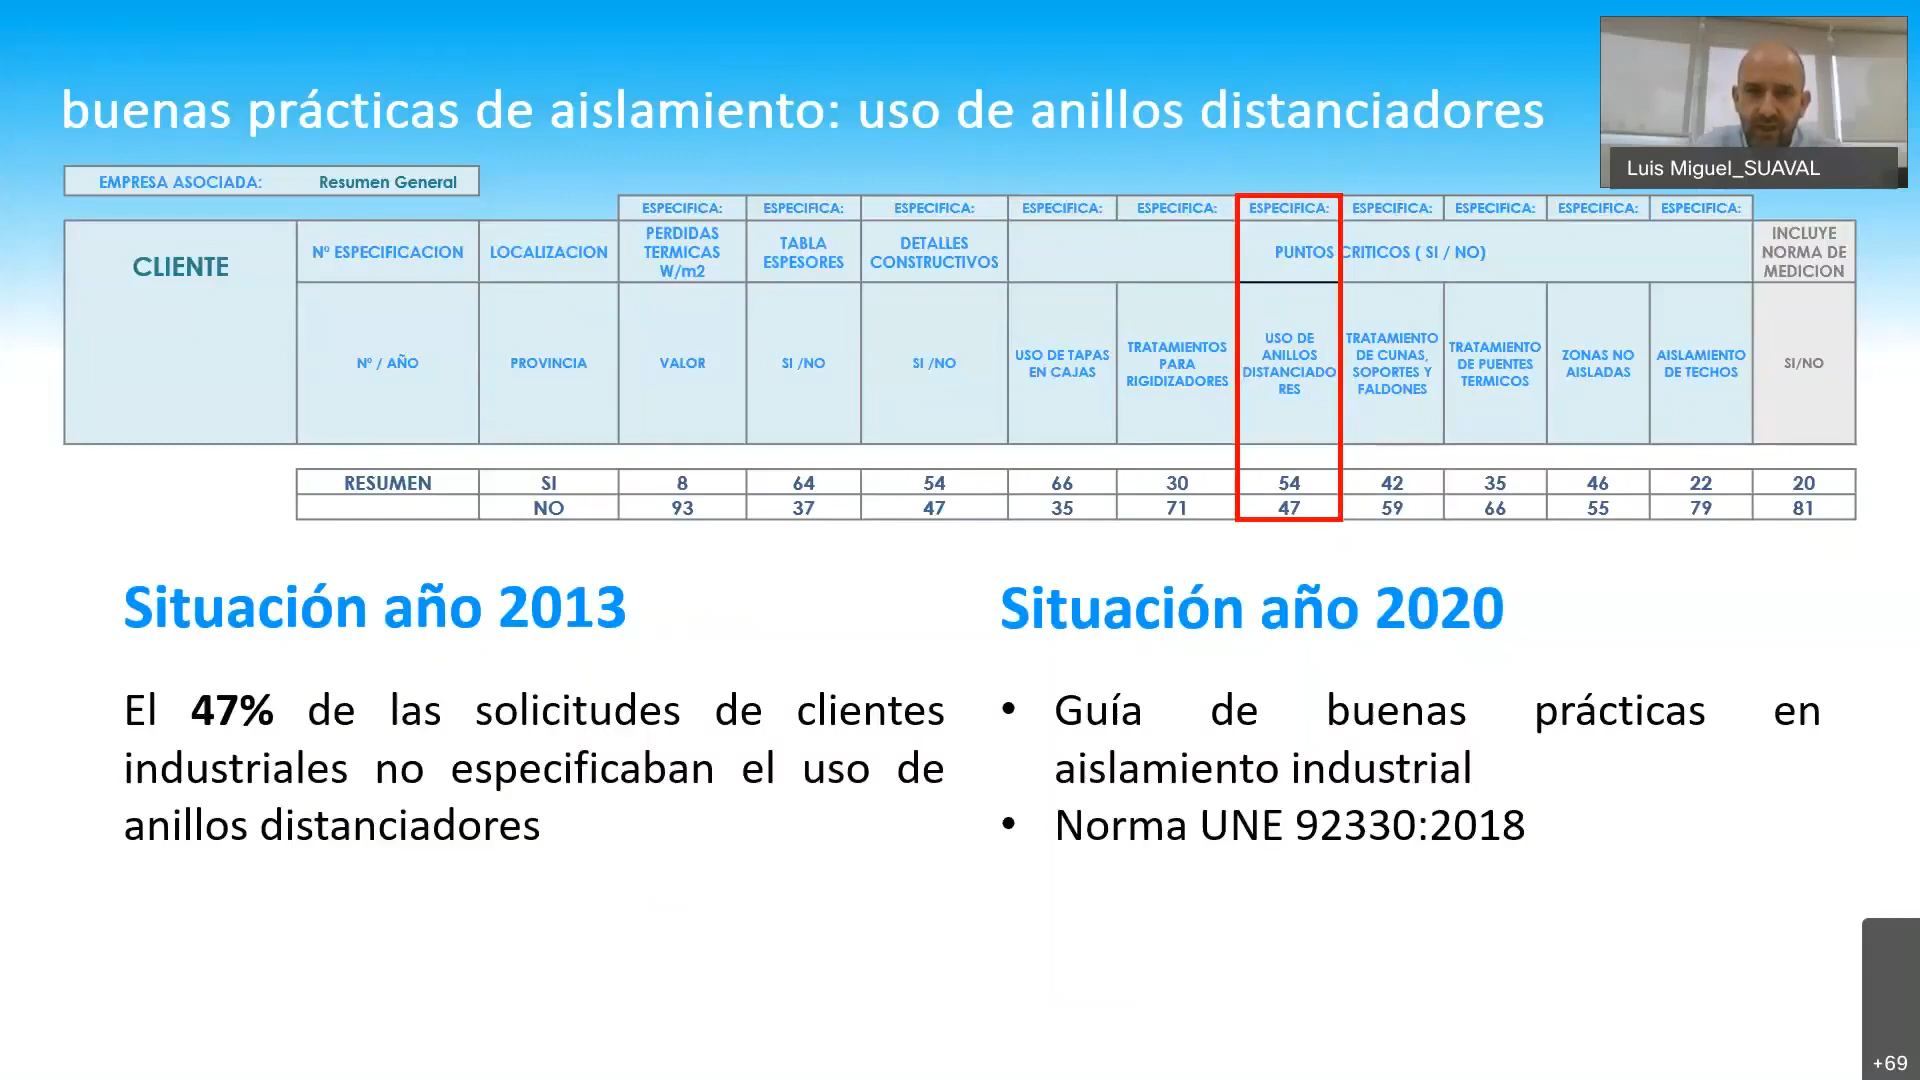 buenas prácticas de aislamiento: uso de anillos distanciadores
Luis Miguel_SUAVAL
EMPRESA ASOCIADA: Resumen General
ESPECIFICA: ESPECIFICA: ESPECIFICA: ESPECIFICA: ESPECIFICA: ESPECIFICA: ESPECIFICA: ESPECIFICA: ESPECIFICA: ESPECIFICA:
CLIENTE
Nº ESPECIFICACION
LOCALIZACION
PERDIDAS
TERMICAS
W/m2
TABLA
ESPESORES
DETALLES
CONSTRUCTIVOS
PUNTOS CRITICOS ( SI / NO)
INCLUYE
NORMA DE
MEDICION
Nº / AÑO
PROVINCIA
VALOR
SI /NO
SI /NO
USO DE TAPAS
EN CAJAS
TRATAMIENTOS
PARA
RIGIDIZADORES
USO DE
ANILLOS
DISTANCIADO
RES
TRATAMIENTO
DE CUNAS,
SOPORTES Y
FALDONES
TRATAMIENTO
DE PUENTES
TERMICOS
ZONAS NO
AISLADAS
AISLAMIENTO
DE TECHOS
SI/NO
RESUMEN SI 8 64 54 66 30 54 42 35 46 22 20
NO 93 37 47 35 71 47 59 66 55 79 81
Situación año 2013
El 47% de las solicitudes de clientes
industriales no especificaban el uso de
anillos distanciadores
Situación año 2020
• Guía de buenas prácticas en
aislamiento industrial
• Norma UNE 92330:2018
+69